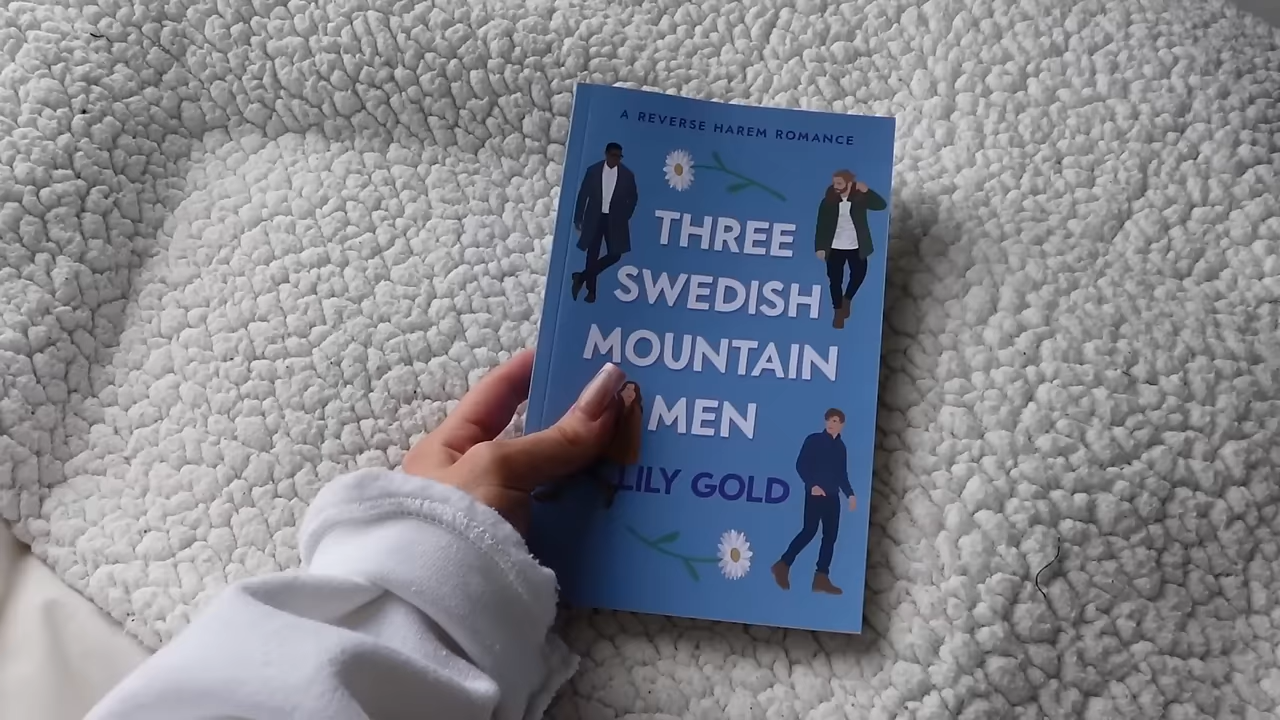 A REVERSE HAREM ROMANCE
THREE
SWEDISH
MOUNTAIN
MEN
LILY GOLD